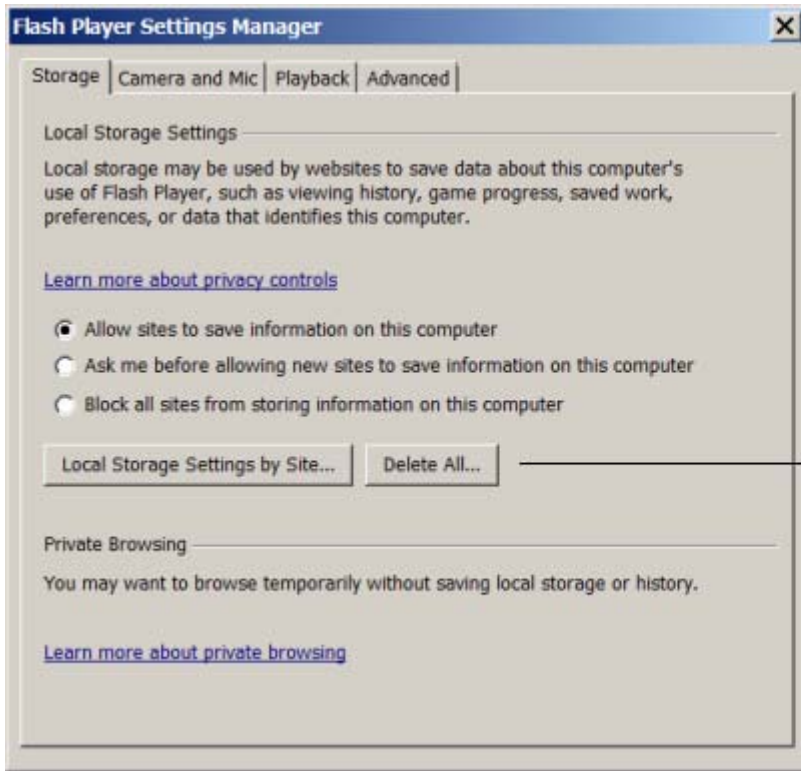 Flash Player Settings Manager
Storage
Camera and Mic
Playback
Advanced
Local Storage Settings
Local storage may be used by websites to save data about this computer's
use of Flash Player, such as viewing history, game progress, saved work,
preferences, or data that identifies this computer.
Learn more about privacy controls
Allow sites to save information on this computer
Ask me before allowing new sites to save information on this computer
Block all sites from storing information on this computer
Local Storage Settings by Site...
Delete All...
Private Browsing
You may want to browse temporarily without saving local storage or history.
Learn more about private browsing